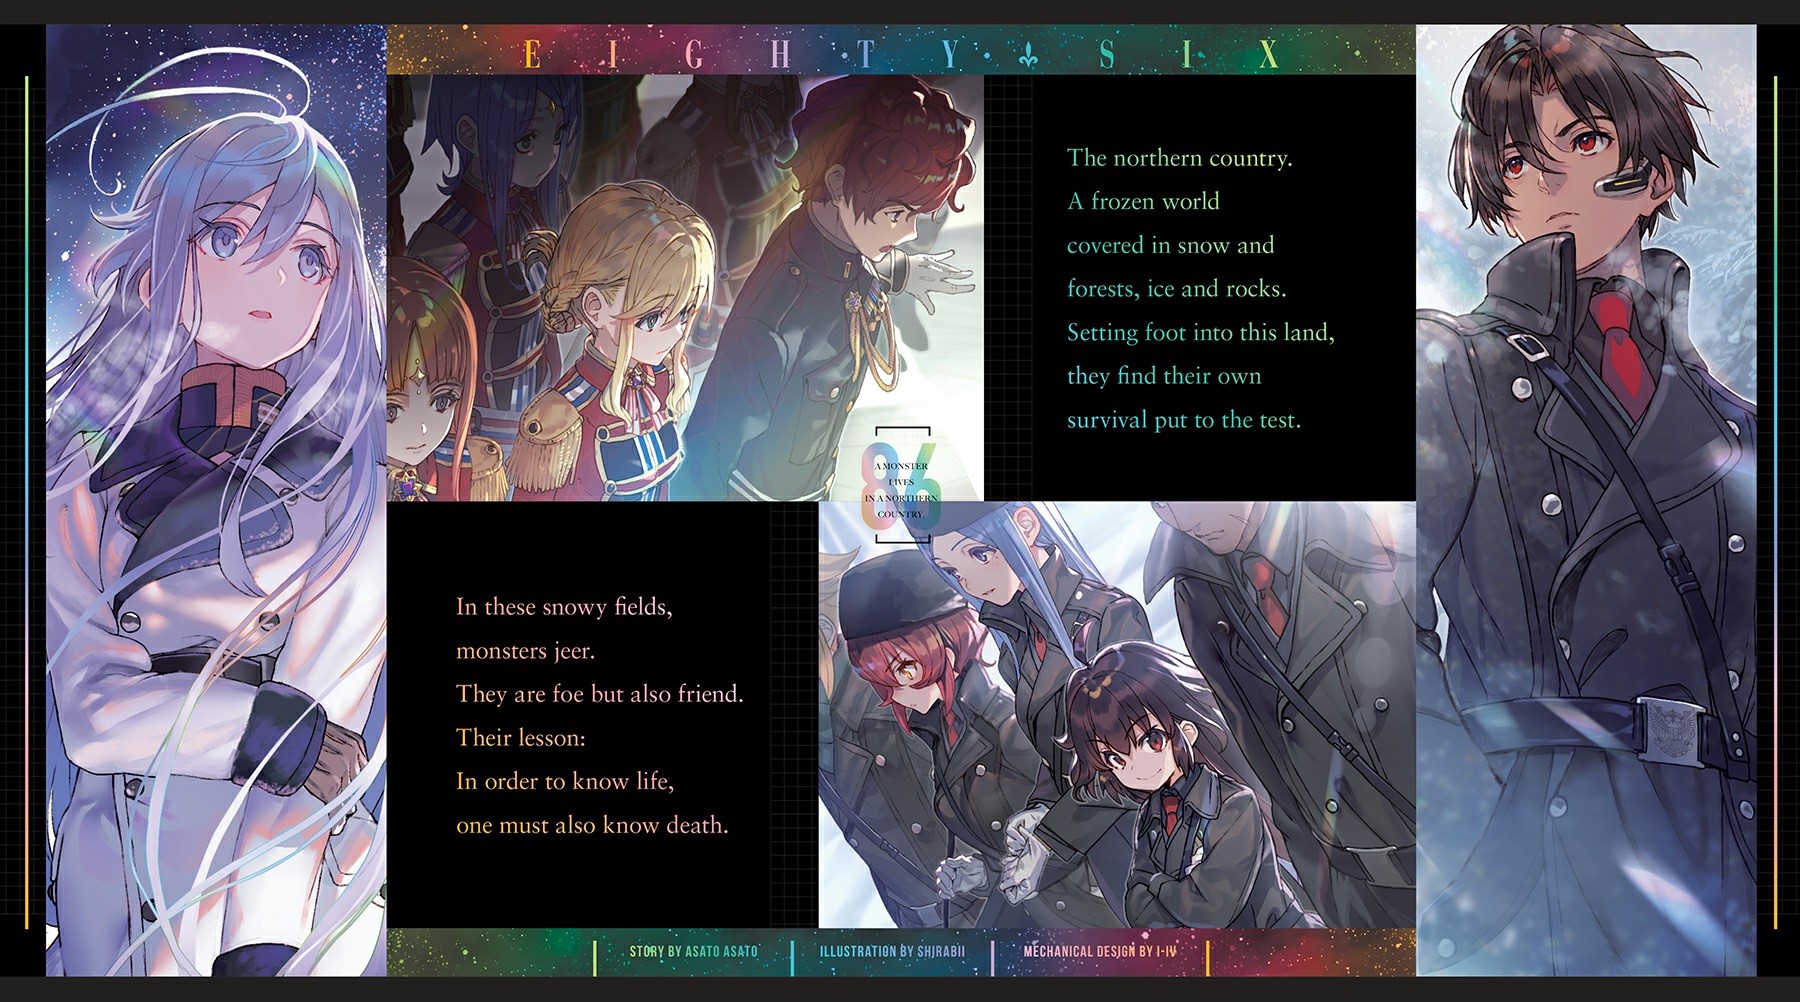 EIGHTY SIX
The northern country.
A frozen world
covered in snow and
forests, ice and rocks.
Setting foot into this land,
they find their own
survival put to the test.
86
A MONSTER
LIVES
IN A NORTHERN
COUNTRY.
In these snowy fields,
monsters jeer.
They are foe but also friend.
Their lesson:
In order to know life,
one must also know death.
STORY BY ASATO ASATO
ILLUSTRATION BY SHIRABII
MECHANICAL DESIGN BY I-IV